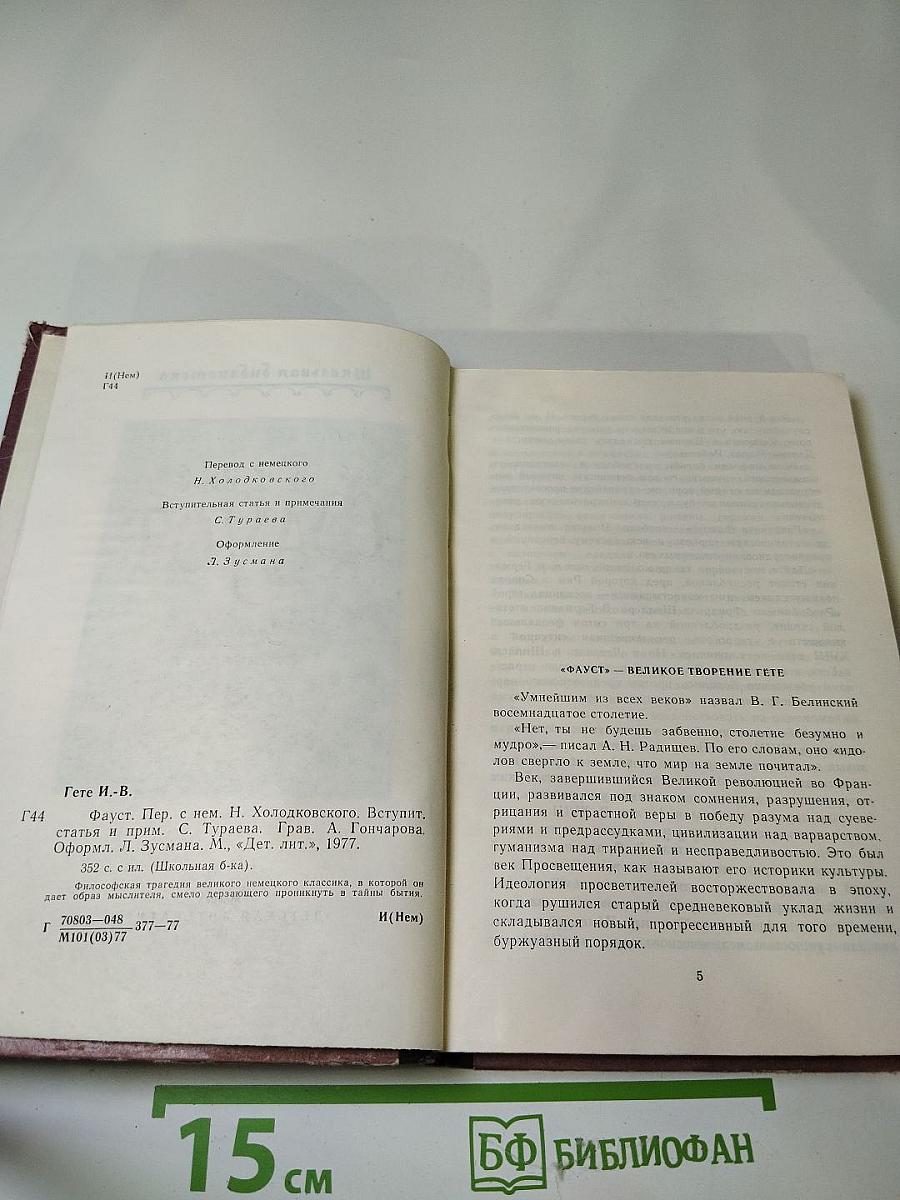 И(Нем)
Г44
Школьная библиотека
Перевод с немецкого
Н. Холодковского
Вступительная статья и примечания
С. Тураева
Оформление
Л. Зусмана
Гете И.-В.
Г44 Фауст. Пер. с нем. Н. Холодковского. Вступит.
статья и прим. С. Тураева. Грав. А. Гончарова.
Оформл. Л. Зусмана. М., «Дет. лит.», 1977.
352 с. с ил. (Школьная б-ка).
Философская трагедия великого немецкого классика, в которой он
дает образ мыслителя, смело дерзающего проникнуть в тайны бытия.
Г 70803—048
М101(03)77 377—77 И(Нем)
«ФАУСТ» — ВЕЛИКОЕ ТВОРЕНИЕ ГЁТЕ
«Умнейшим из всех веков» назвал В. Г. Белинский
восемнадцатое столетие.
«Нет, ты не будешь забвенно, столетие безумно и
мудро»,— писал А. Н. Радищев. По его словам, оно «идо-
лов свергло к земле, что мир на земле почитал».
Век, завершившийся Великой революцией во Фран-
ции, развивался под знаком сомнения, разрушения, от-
рицания и страстной веры в победу разума над суеве-
риями и предрассудками, цивилизации над варварством,
гуманизма над тиранией и несправедливостью. Это был
век Просвещения, как называют его историки культуры.
Идеология просветителей восторжествовала в эпоху,
когда рушился старый средневековый уклад жизни и
складывался новый, прогрессивный для того времени,
буржуазный порядок.
5
15 см
БФ БИБЛИОФАН